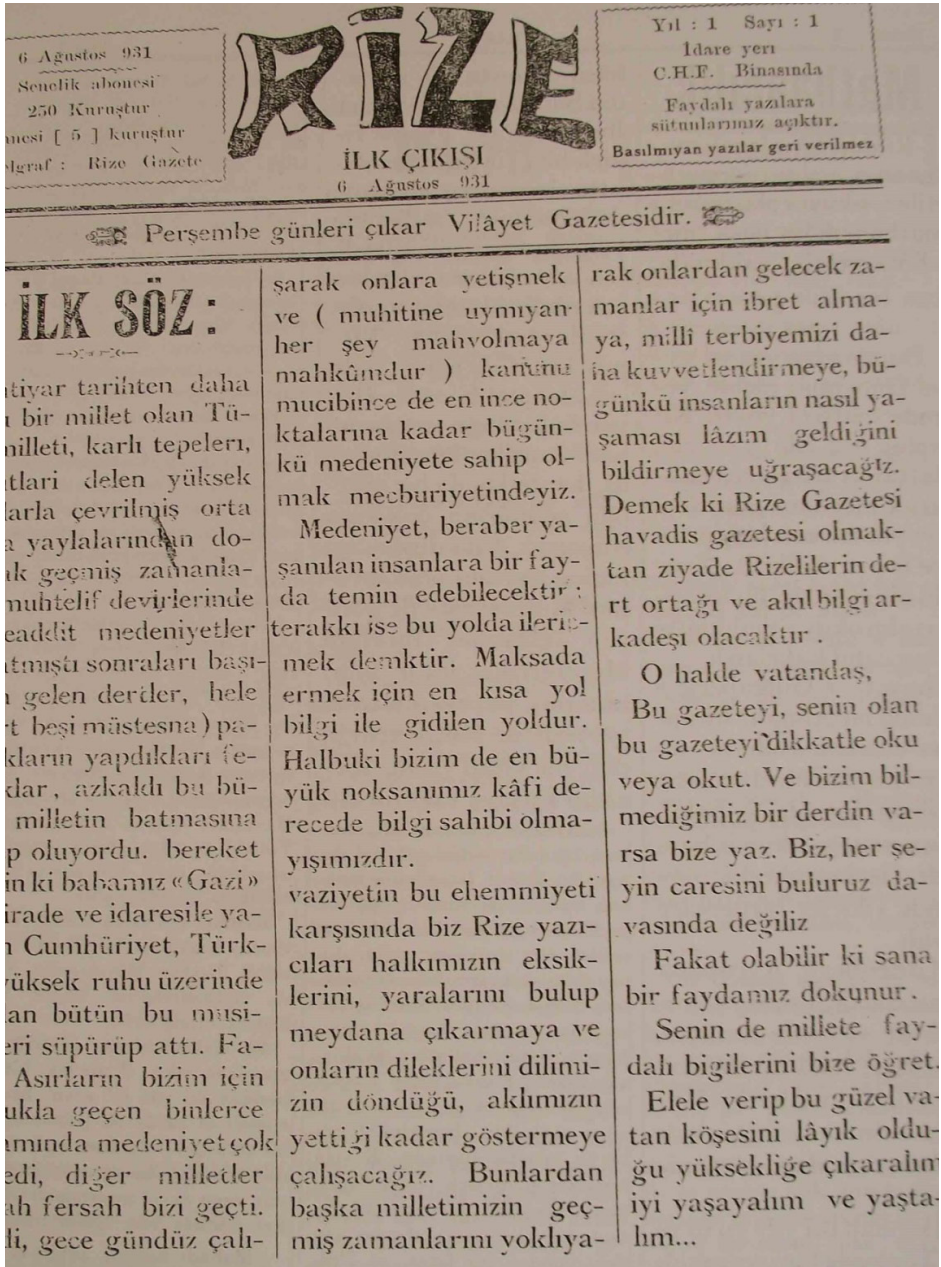 6 Ağustos 931
Senelik abonesi
250 Kuruştur
nesi [ 5 ] kuruştur
lgraf : Rize Gazete
RİZE
İLK ÇIKIŞI
6 Ağustos 931
Yıl : 1 Sayı : 1
İdare yeri
C.H.F. Binasında
Faydalı yazılara
sütunlarımız açıktır.
Basılmıyan yazılar geri verilmez
Perşembe günleri çıkar Vilâyet Gazetesidir.
İLK SÖZ :
tiyar tarihten daha
bir millet olan Tü-
milleti, karlı tepelerı,
tlari delen yüksek
larla çevrilmiş orta
a yaylalarından do-
ak geçmiş zamanla-
muhtelif devirlerinde
eaddit medeniyetler
atmıştı sonraları başı-
gelen dertler, hele
rt beşi müstesna) pa-
kların yapdıkları fe-
klar, azkaldı bu bü-
milletin batmasına
p oluyordu. bereket
in ki babamız «Gazi»
irade ve idaresile ya-
n Cumhüriyet, Türk-
yüksek ruhu üzerinde
an bütün bu musi-
eri süpürüp attı. Fa-
Asırların bizim için
ukla geçen binlerce
amında medeniyet çok
edi, diğer milletler
ah fersah bizi geçti.
di, gece gündüz çalı-
şarak onlara yetişmek
ve ( muhitine uymıyan
her şey mahvolmaya
mahkûmdur ) kanunu
mucibince de en ince no-
ktalarına kadar bügün-
kü medeniyete sahip ol-
mak mecburiyetindeyiz.
Medeniyet, beraber ya-
şanılan insanlara bir fay-
da temin edebilecektir :
terakkı ise bu yolda ilerle-
mek demktir. Maksada
ermek için en kısa yol
bilgi ile gidilen yoldur.
Halbuki bizim de en bü-
yük noksanımız kâfi de-
recede bilgi sahibi olma-
yışımızdır.
vaziyetin bu ehemmiyeti
karşısında biz Rize yazı-
cıları halkımızın eksik-
lerini, yaralarını bulup
meydana çıkarmaya ve
onların dileklerini dilimi-
zin döndüğü, aklımızın
yettiği kadar göstermeye
çalışacağız. Bunlardan
başka milletimizin geç-
miş zamanlarını yoklıya-
rak onlardan gelecek za-
manlar için ibret alma-
ya, millî terbiyemizi da-
ha kuvvetlendirmeye, bü-
günkü insanların nasıl ya-
şaması lâzım geldiğini
bildirmeye uğraşacağız.
Demek ki Rize Gazetesi
havadis gazetesi olmak-
tan ziyade Rizelilerin de-
rt ortağı ve akıl bilgi ar-
kadeşı olacaktır .
O halde vatandaş,
Bu gazeteyi, senin olan
bu gazeteyi dikkatle oku
veya okut. Ve bizim bil-
mediğimiz bir derdin va-
rsa bize yaz. Biz, her şe-
yin caresini buluruz da-
vasında değiliz
Fakat olabilir ki sana
bir faydamız dokunur .
Senin de millete fay-
dalı bigilerini bize öğret.
Elele verip bu güzel va-
tan köşesini lâyık oldu-
ğu yüksekliğe çıkaralım
iyi yaşayalım ve yaşta-
lım...